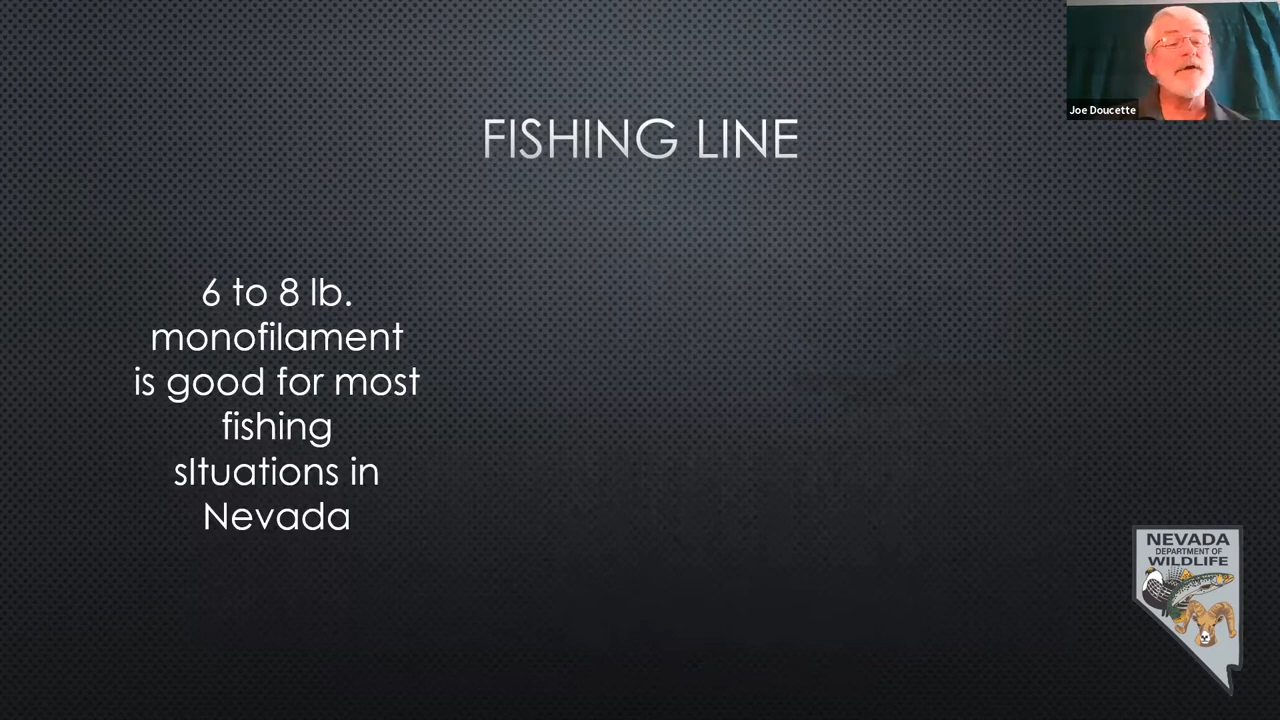 Joe Doucette
FISHING LINE
6 to 8 lb.
monofilament
is good for most
fishing
sItuations in
Nevada
NEVADA
DEPARTMENT OF
WILDLIFE